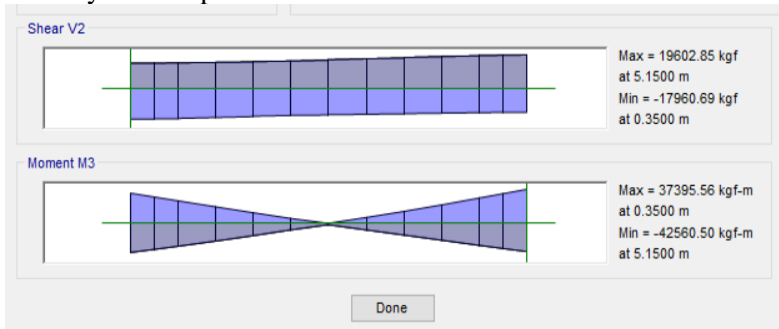 Shear V2
Max = 19602.85 kgf
at 5.1500 m
Min = -17960.69 kgf
at 0.3500 m
Moment M3
Max = 37395.56 kgf-m
at 0.3500 m
Min = -42560.50 kgf-m
at 5.1500 m
Done